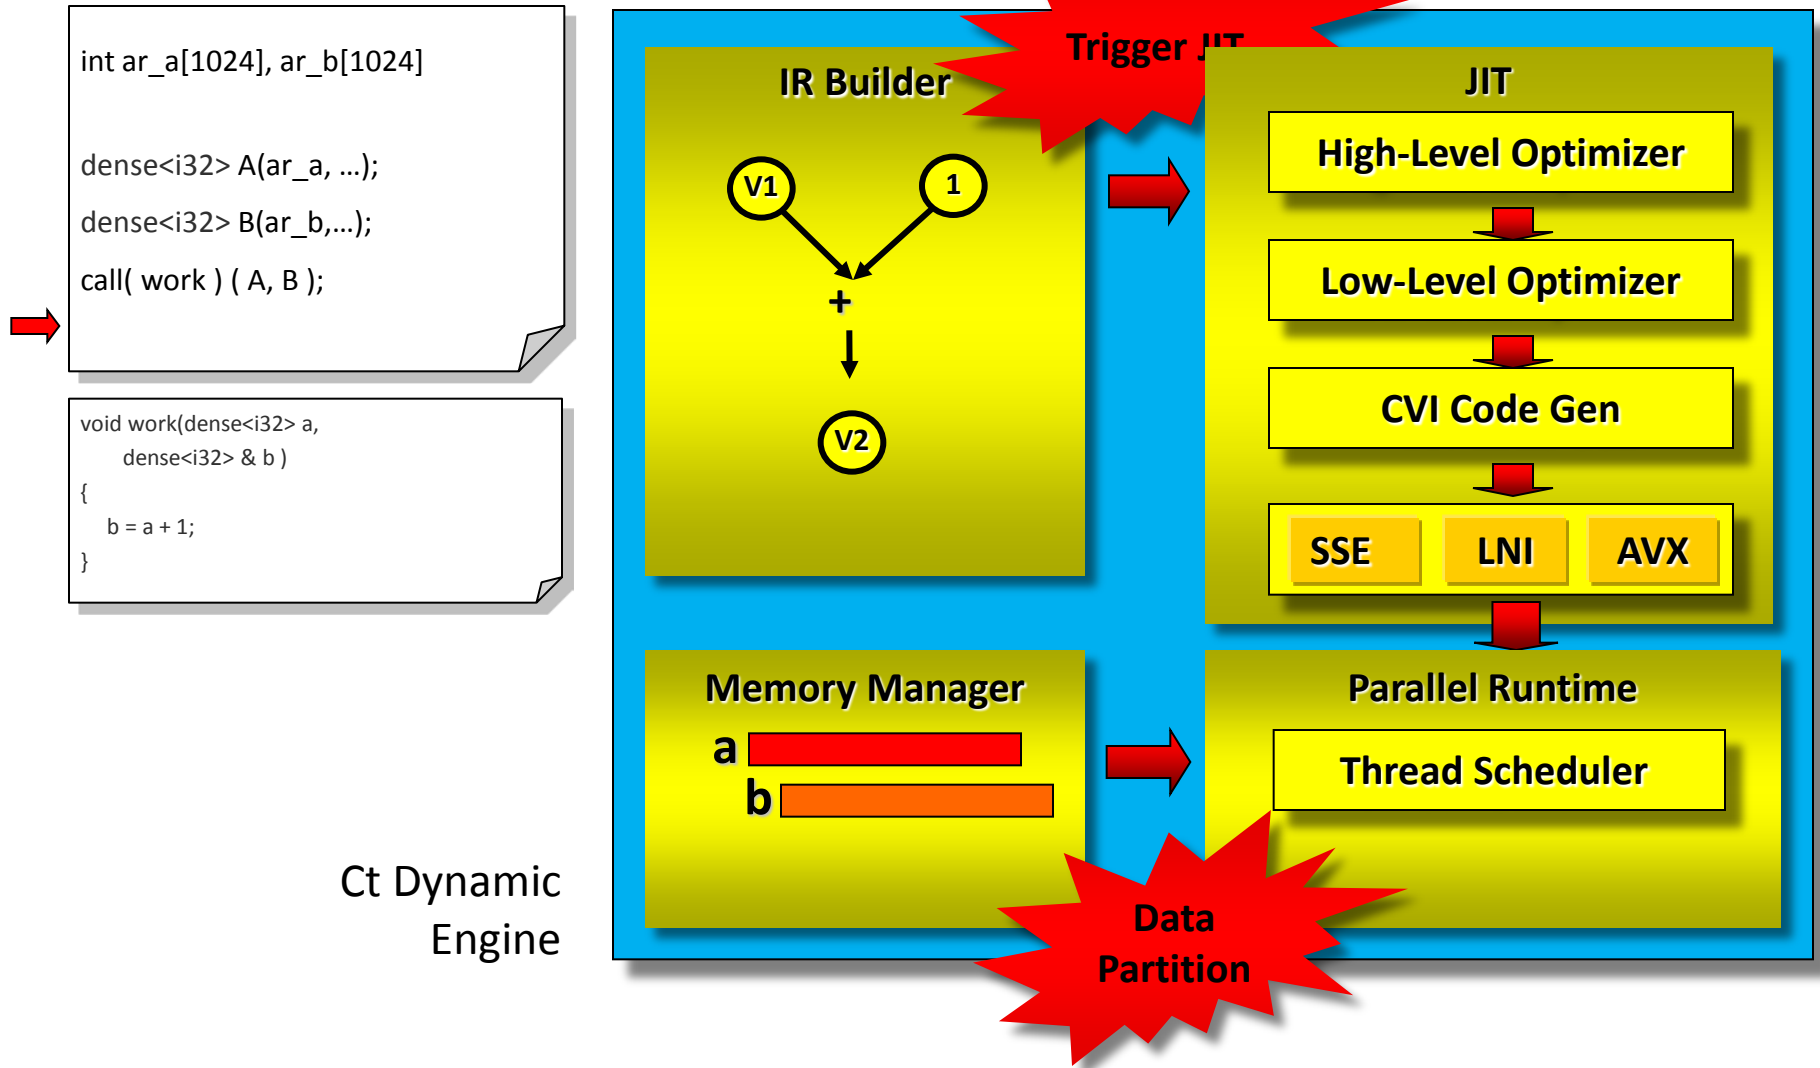 int ar_a[1024], ar_b[1024]
dense<i32> A(ar_a, …);
dense<i32> B(ar_b,…);
call( work ) ( A, B );
void work(dense<i32> a,
dense<i32> & b )
{
b = a + 1;
}
Ct Dynamic
Engine
Trigger JIT
IR Builder
V1
1
+
V2
JIT
High-Level Optimizer
Low-Level Optimizer
CVI Code Gen
SSE LNI AVX
Memory Manager
a
b
Parallel Runtime
Thread Scheduler
Data
Partition